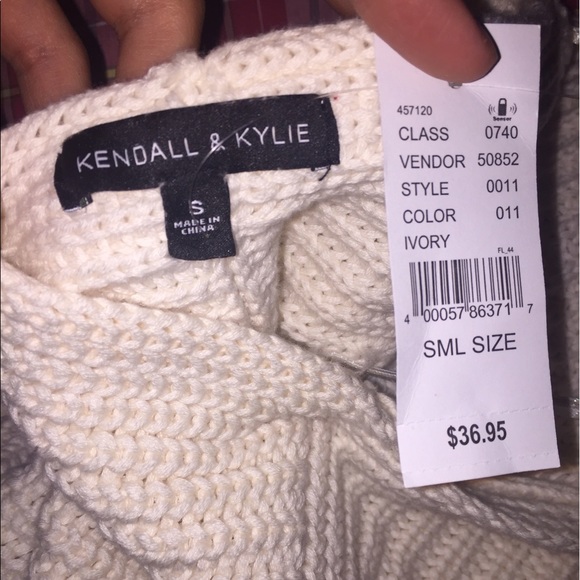 KENDALL & KYLIE
S
MADE IN
CHINA
457120
Sensor
CLASS 0740
VENDOR 50852
STYLE 0011
COLOR 011
IVORY
FL_44
4 00057 86371 7
SML SIZE
$36.95